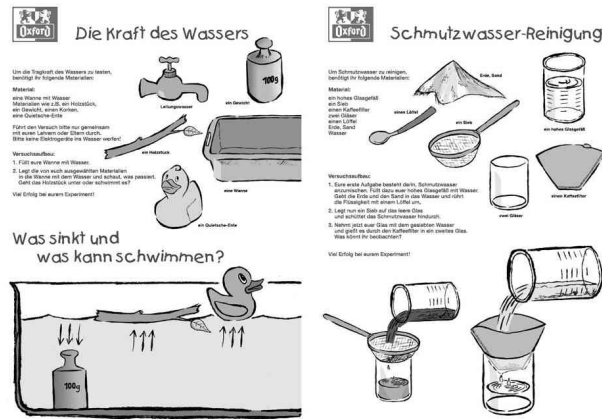 Oxford
Die Kraft des Wassers
Um die Tragkraft des Wassers zu testen,
benötigt ihr folgende Materialien:
Material:
eine Wanne mit Wasser
Materialien wie z.B. ein Holzstück,
ein Gewicht, einen Korken,
eine Quietsche-Ente
Führt den Versuch bitte nur gemeinsam
mit euren Lehrern oder Eltern durch.
Bitte keine Elektrogeräte ins Wasser werfen!
Versuchsaufbau:
1. Füllt eure Wanne mit Wasser.
2. Legt die von euch ausgewählten Materialien
in die Wanne mit dem Wasser und schaut, was passiert.
Geht das Holzstück unter oder schwimmt es?
Viel Erfolg bei eurem Experiment!
Leitungswasser
100g
ein Gewicht
ein Holzstück
eine Wanne
ein Quietsch-Ente
Was sinkt und
was kann schwimmen?
100g
Oxford
Schmutzwasser-Reinigung
Um Schmutzwasser zu reinigen,
benötigt ihr folgende Materialien:
Material:
ein hohes Glasgefäß
ein Sieb
einen Kaffeefilter
zwei Gläser
einen Löffel
Erde, Sand
Wasser
Erde, Sand
einen Löffel
ein Sieb
ein hohes Glasgefäß
Versuchsaufbau:
1. Eure erste Aufgabe besteht darin, Schmutzwasser
anzumischen. Füllt dazu euer hohes Glasgefäß mit Wasser.
Gebt die Erde und den Sand in das Wasser und rührt
die Flüssigkeit mit einem Löffel um.
2. Legt nun ein Sieb auf das leere Glas
und schüttet das Schmutzwasser hindurch.
3. Nehmt jetzt euer Glas mit dem gesiebten Wasser
und gießt es durch den Kaffeefilter in ein zweites Glas.
Was könnt ihr beobachten?
Viel Erfolg bei eurem Experiment!
zwei Gläser
einem Kaffeefilter